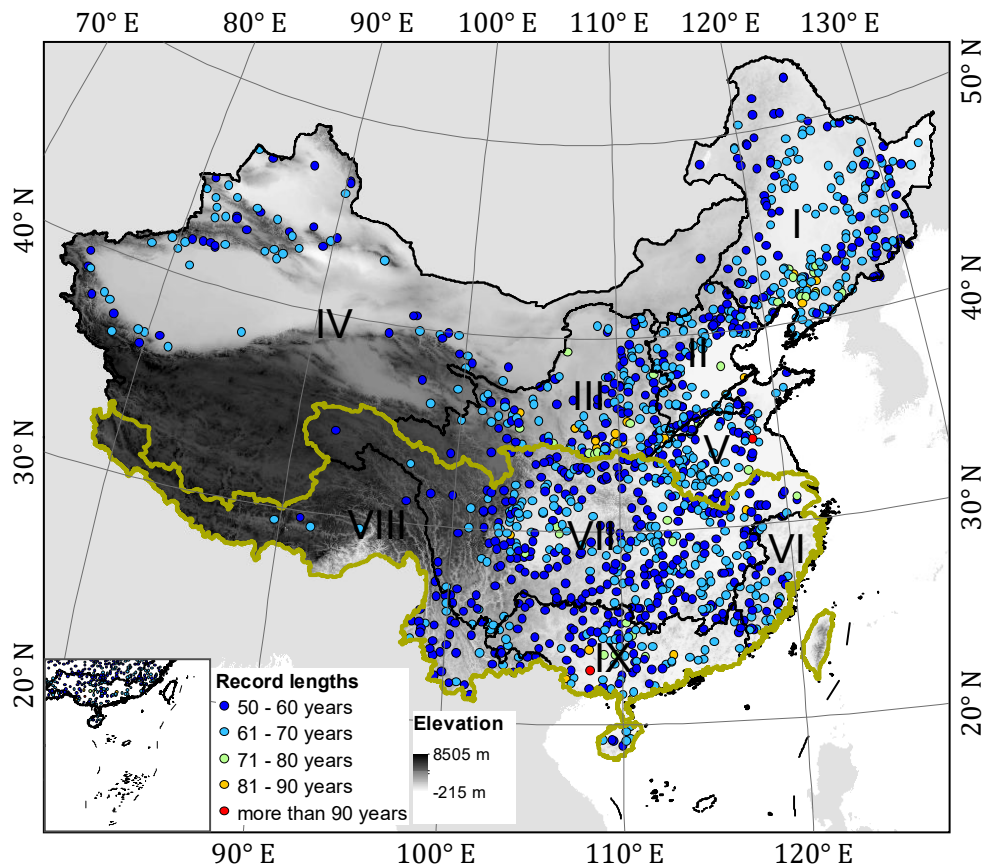 70° E 80° E 90° E 100° E 110° E 120° E 130° E
50° N
40° N
I
40° N
IV
II
III
V
30° N
30° N
VIII
VII
VI
IX
20° N
20° N
Record lengths
50 - 60 years
61 - 70 years
71 - 80 years
81 - 90 years
more than 90 years
Elevation
8505 m
-215 m
90° E 100° E 110° E 120° E